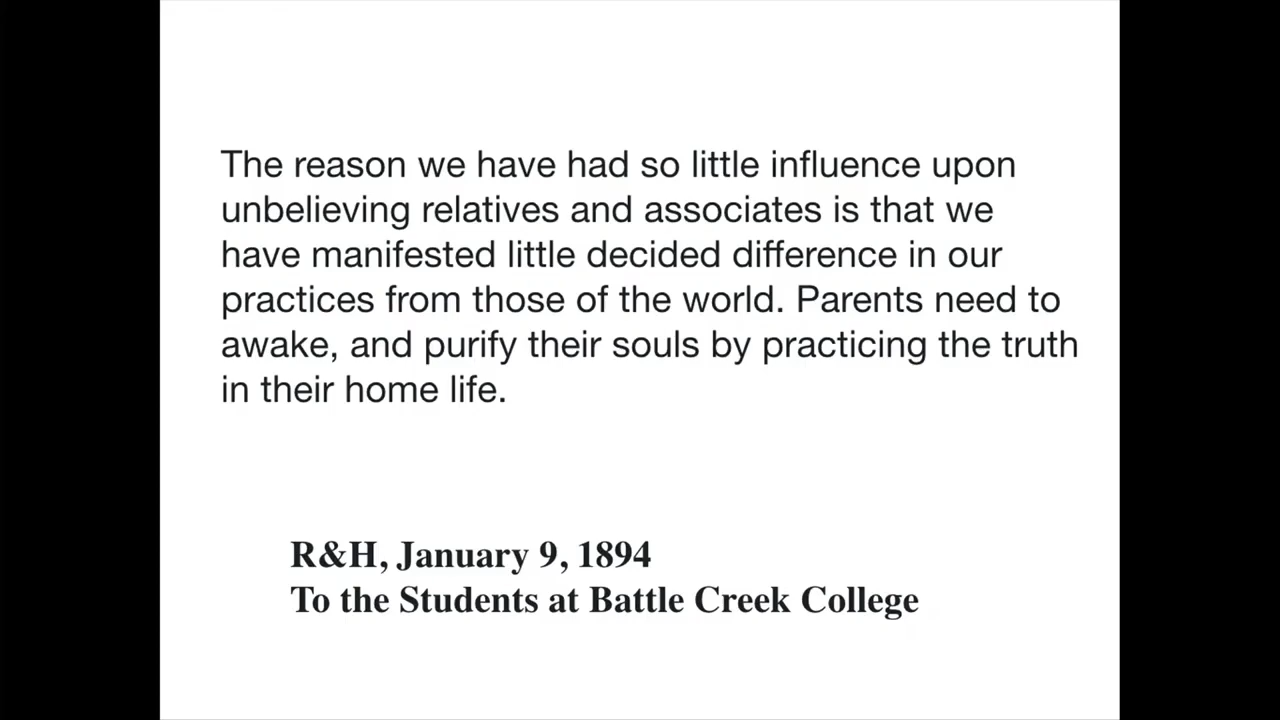 The reason we have had so little influence upon
unbelieving relatives and associates is that we
have manifested little decided difference in our
practices from those of the world. Parents need to
awake, and purify their souls by practicing the truth
in their home life.
R&H, January 9, 1894
To the Students at Battle Creek College